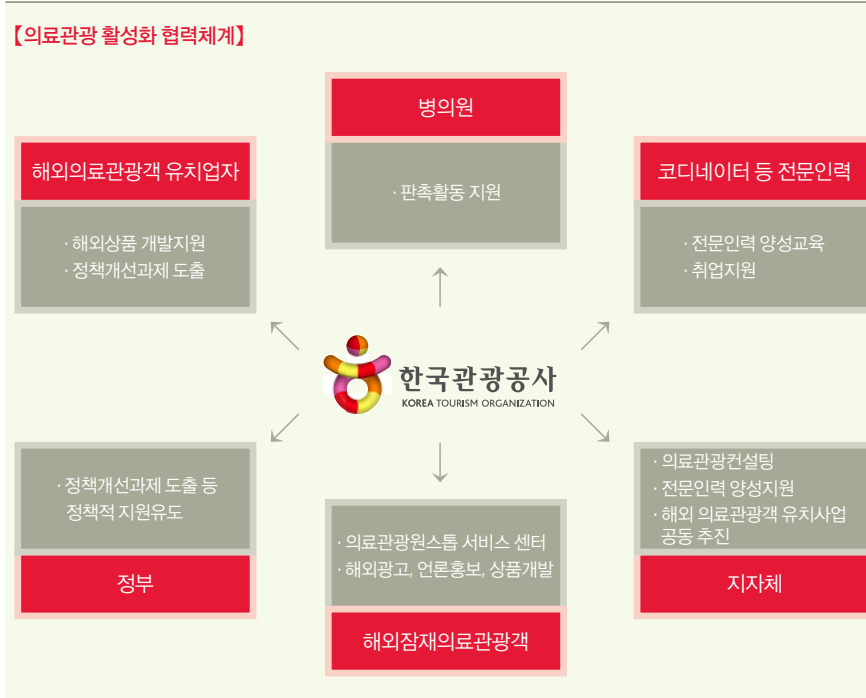 【의료관광 활성화 협력체계】
병의원
· 판촉활동 지원
해외의료관광객 유치업자
· 해외상품 개발지원
· 정책개선과제 도출
코디네이터 등 전문인력
· 전문인력 양성교육
· 취업지원
한국관광공사
KOREA TOURISM ORGANIZATION
· 정책개선과제 도출 등
정책적 지원유도
정부
· 의료관광원스톱 서비스 센터
· 해외광고, 언론홍보, 상품개발
해외잠재의료관광객
· 의료관광컨설팅
· 전문인력 양성지원
· 해외 의료관광객 유치사업
공동 추진
지자체